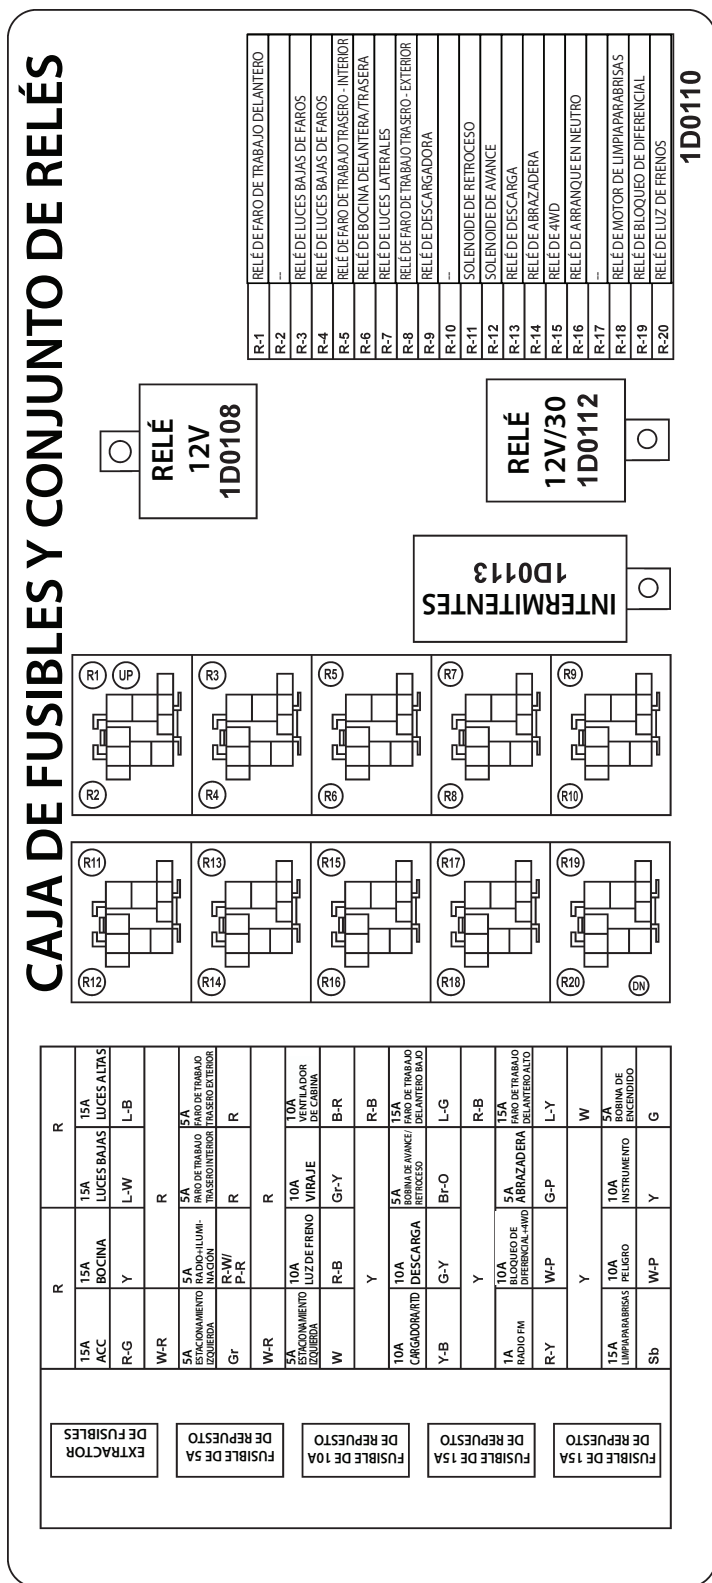 CAJA DE FUSIBLES Y CONJUNTO DE RELÉS
EXTRACTOR
DE FUSIBLES
FUSIBLE DE 5A
DE REPUESTO
FUSIBLE DE 10A
DE REPUESTO
FUSIBLE DE 15A
DE REPUESTO
FUSIBLE DE 15A
DE REPUESTO
R R
15A ACC 15A BOCINA 15A LUCES BAJAS 15A LUCES ALTAS
R-G Y L-W L-B
W-R R
5A ESTACIONAMIENTO IZQUIERDA 5A RADIO+ILUMI-NACIÓN 5A FARO DE TRABAJO TRASERO INTERIOR 5A FARO DE TRABAJO TRASERO EXTERIOR
Gr R-W/P-R R R
W-R R
5A ESTACIONAMIENTO IZQUIERDA 10A LUZ DE FRENO 10A VIRAJE 10A VENTILADOR DE CABINA
W R-B Gr-Y B-R
Y R-B
10A CARGADORA/RTD 10A DESCARGA 5A BOBINA DE AVANCE/RETROCESO 15A FARO DE TRABAJO DELANTERO BAJO
Y-B G-Y Br-O L-G
Y R-B
1A RADIO FM 10A BLOQUEO DE DIFERENCIAL+4WD 5A ABRAZADERA 15A FARO DE TRABAJO DELANTERO ALTO
R-Y W-P G-P L-Y
Y W
15A LIMPIAPARABRISAS 10A PELIGRO 10A INSTRUMENTO 5A BOBINA DE ENCENDIDO
Sb W-P Y G
R12 R11
R14 R13
R16 R15
R18 R17
R20 R19
DN
R2 R1 UP
R4 R3
R6 R5
R8 R7
R10 R9
INTERMITENTES
1D0113
RELÉ
12V
1D0108
RELÉ
12V/30
1D0112
R-1 RELÉ DE FARO DE TRABAJO DELANTERO
R-2 --
R-3 RELÉ DE LUCES BAJAS DE FAROS
R-4 RELÉ DE LUCES BAJAS DE FAROS
R-5 RELÉ DE FARO DE TRABAJO TRASERO - INTERIOR
R-6 RELÉ DE BOCINA DELANTERA/TRASERA
R-7 RELÉ DE LUCES LATERALES
R-8 RELÉ DE FARO DE TRABAJO TRASERO - EXTERIOR
R-9 RELÉ DE DESCARGADORA
R-10 --
R-11 SOLENOIDE DE RETROCESO
R-12 SOLENOIDE DE AVANCE
R-13 RELÉ DE DESCARGA
R-14 RELÉ DE ABRAZADERA
R-15 RELÉ DE 4WD
R-16 RELÉ DE ARRANQUE EN NEUTRO
R-17 --
R-18 RELÉ DE MOTOR DE LIMPIAPARABRISAS
R-19 RELÉ DE BLOQUEO DE DIFERENCIAL
R-20 RELÉ DE LUZ DE FRENOS
1D0110